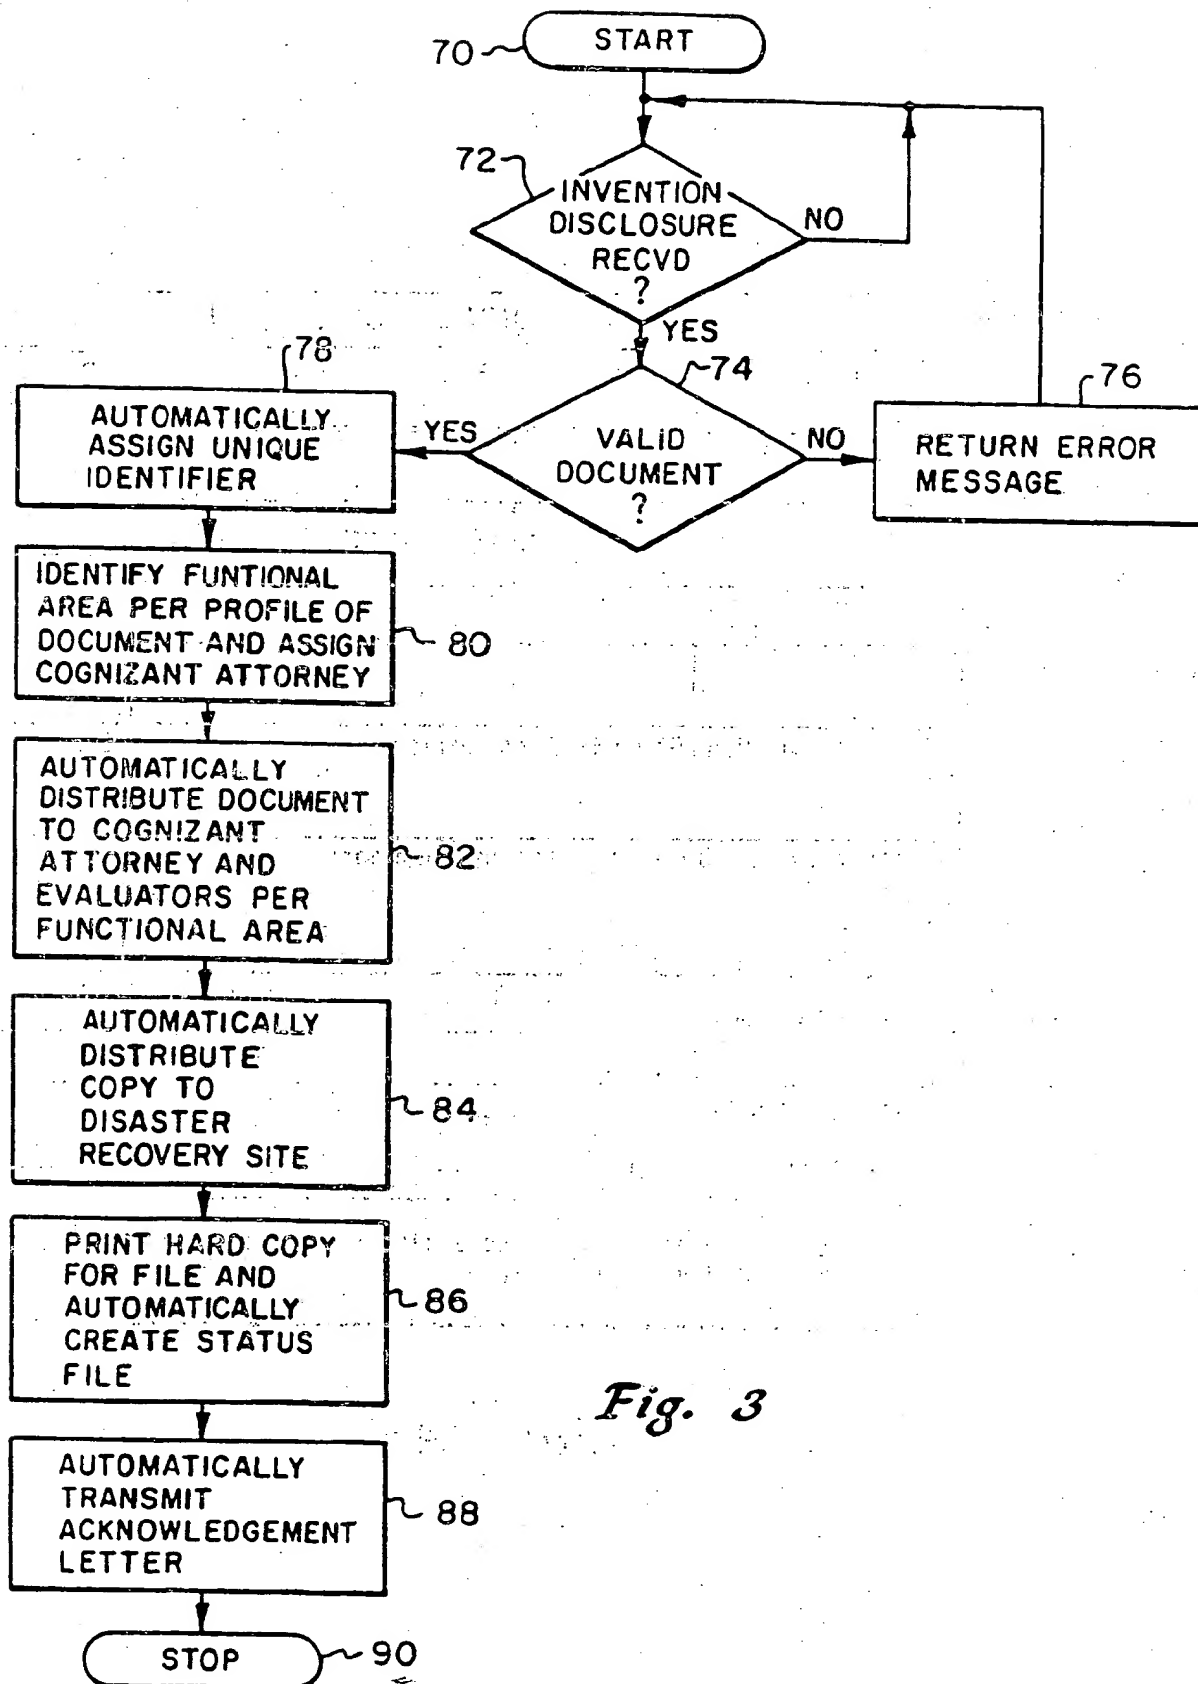 START
70
72
INVENTION
DISCLOSURE
RECVD
?
NO
YES
74
VALID
DOCUMENT
?
YES
NO
76
RETURN ERROR
MESSAGE
78
AUTOMATICALLY
ASSIGN UNIQUE
IDENTIFIER
IDENTIFY FUNTIONAL
AREA PER PROFILE OF
DOCUMENT AND ASSIGN
COGNIZANT ATTORNEY
80
AUTOMATICALLY
DISTRIBUTE DOCUMENT
TO COGNIZANT
ATTORNEY AND
EVALUATORS PER
FUNCTIONAL AREA
82
AUTOMATICALLY
DISTRIBUTE
COPY TO
DISASTER
RECOVERY SITE
84
PRINT HARD COPY
FOR FILE AND
AUTOMATICALLY
CREATE STATUS
FILE
86
AUTOMATICALLY
TRANSMIT
ACKNOWLEDGEMENT
LETTER
88
STOP
90
Fig. 3